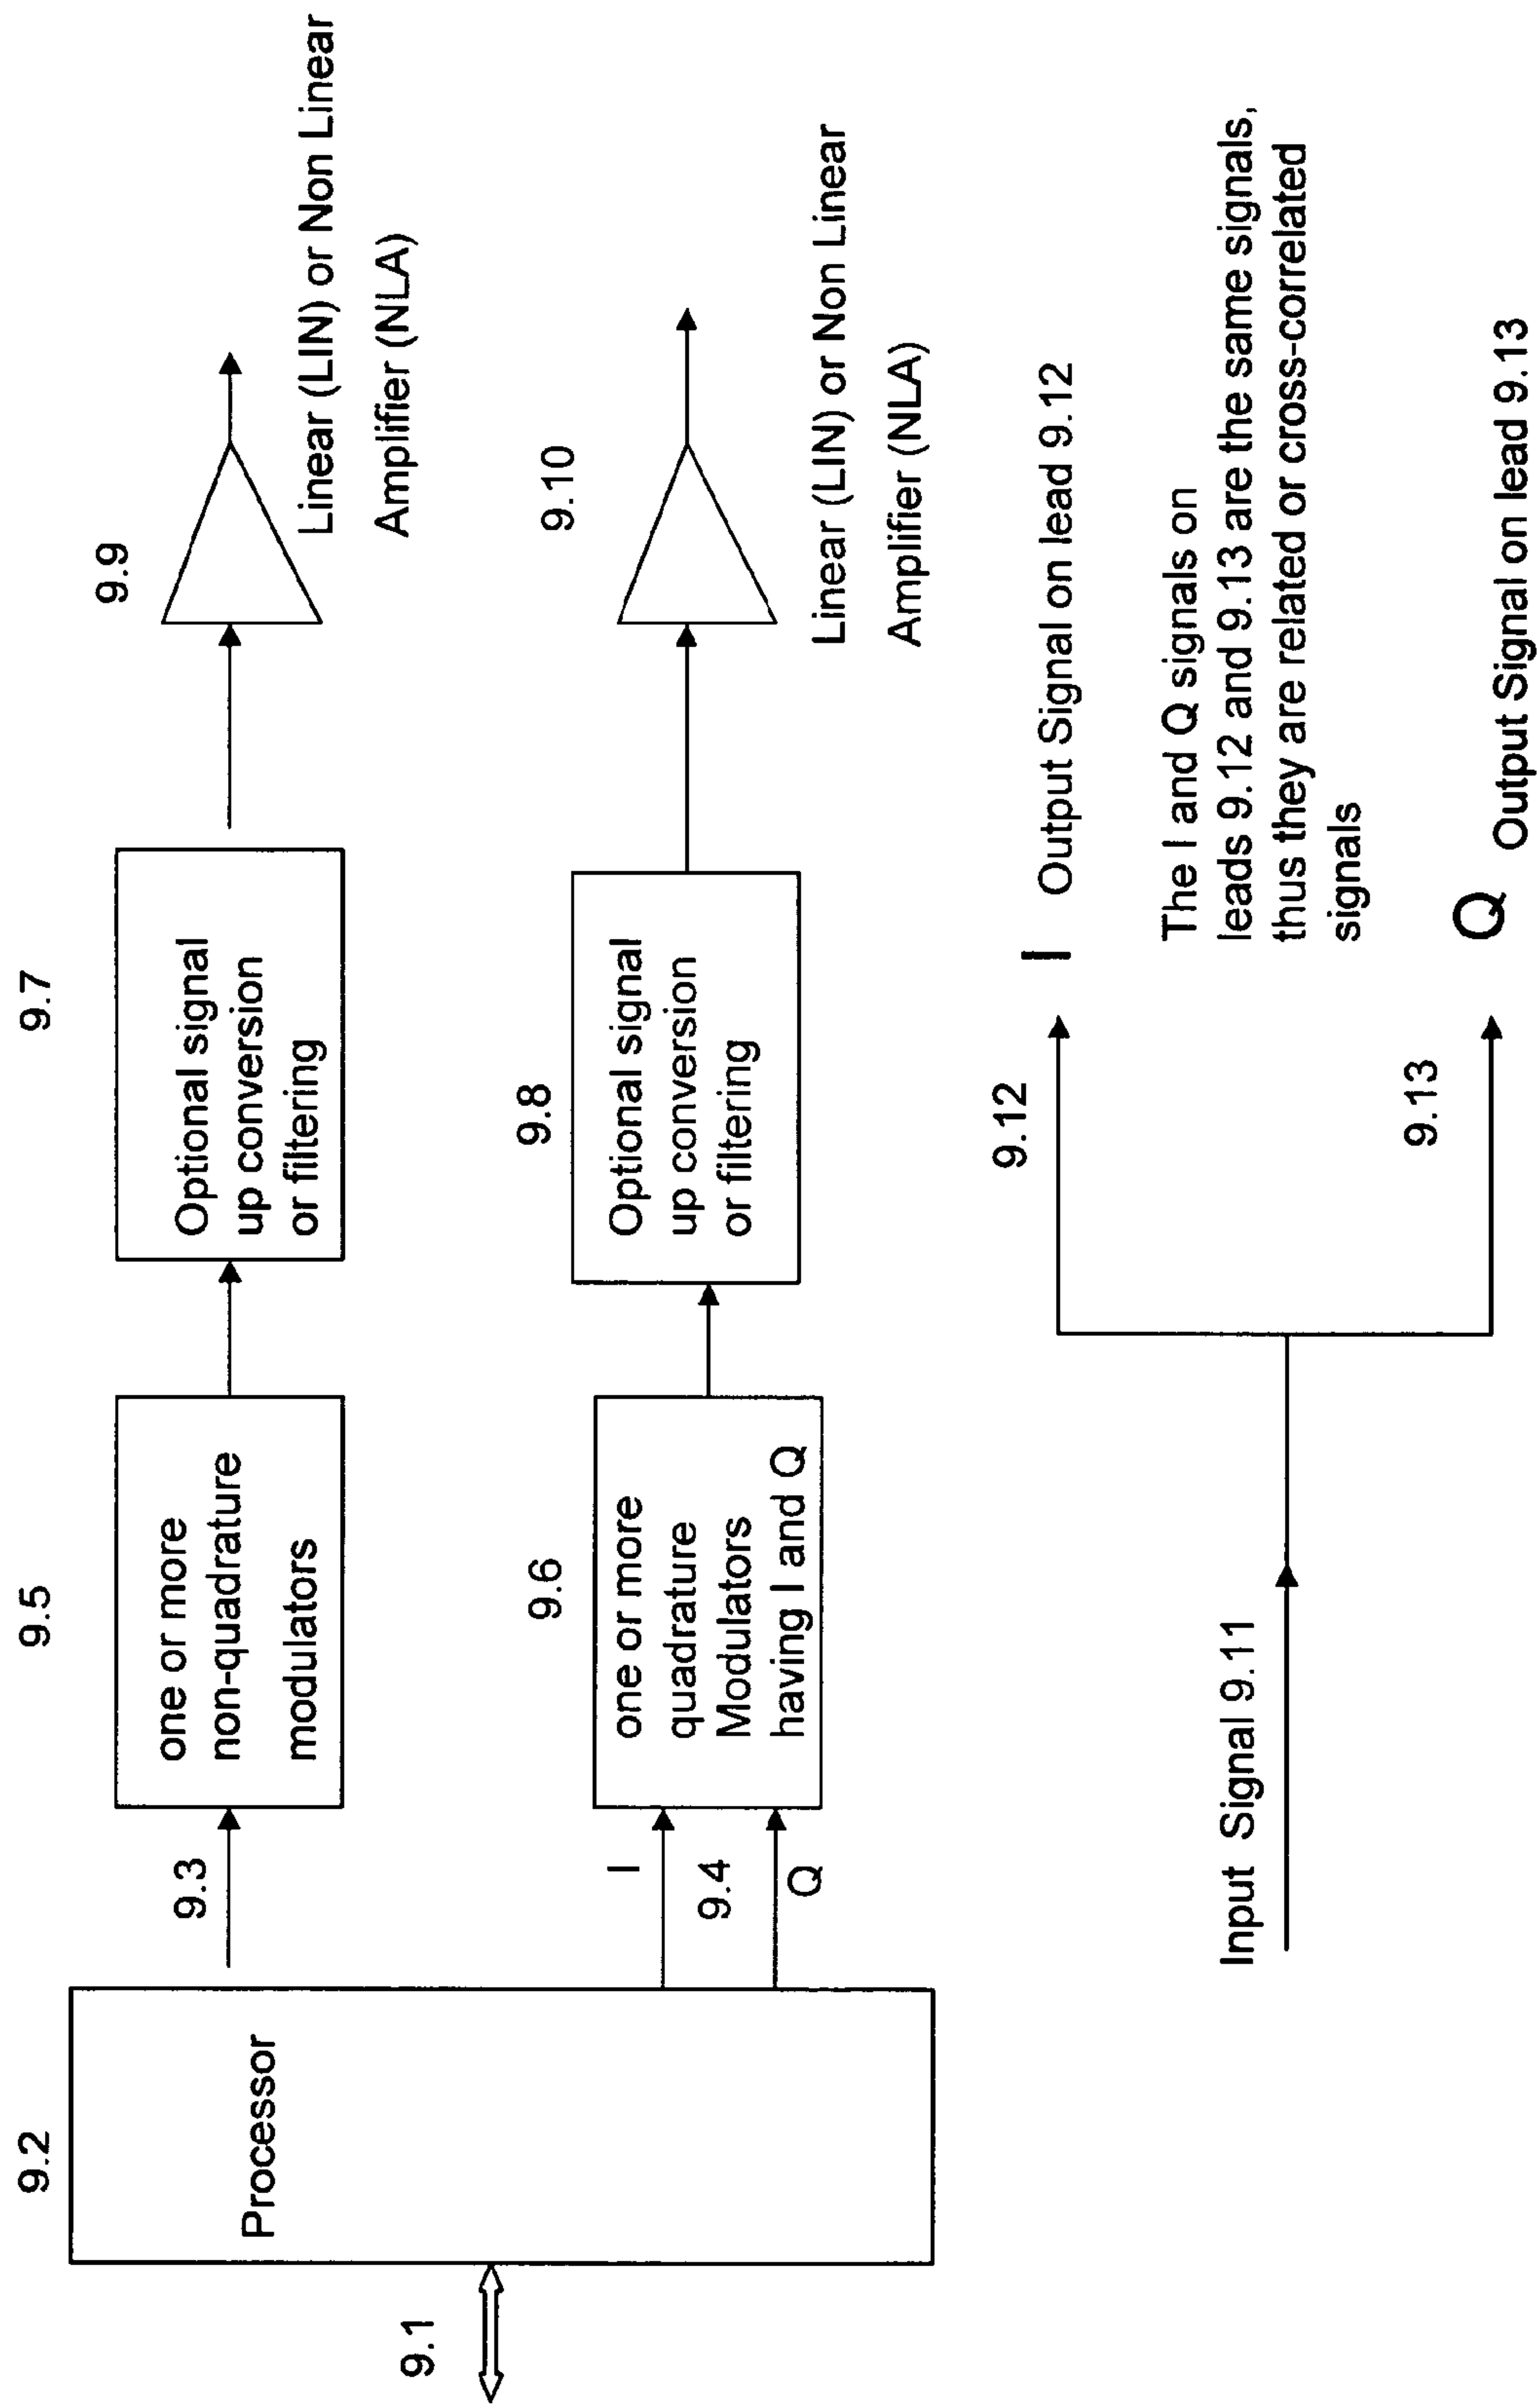 9.1
9.2
Processor
9.3
9.5
one or more
non-quadrature
modulators
9.7
Optional signal
up conversion
or filtering
9.9
Linear (LIN) or Non Linear
Amplifier (NLA)
I
9.4
Q
9.6
one or more
quadrature
Modulators
having I and Q
9.8
Optional signal
up conversion
or filtering
9.10
Linear (LIN) or Non Linear
Amplifier (NLA)
Input Signal 9.11
9.12
I Output Signal on lead 9.12
The I and Q signals on
leads 9.12 and 9.13 are the same signals,
thus they are related or cross-correlated
signals
9.13
Q Output Signal on lead 9.13